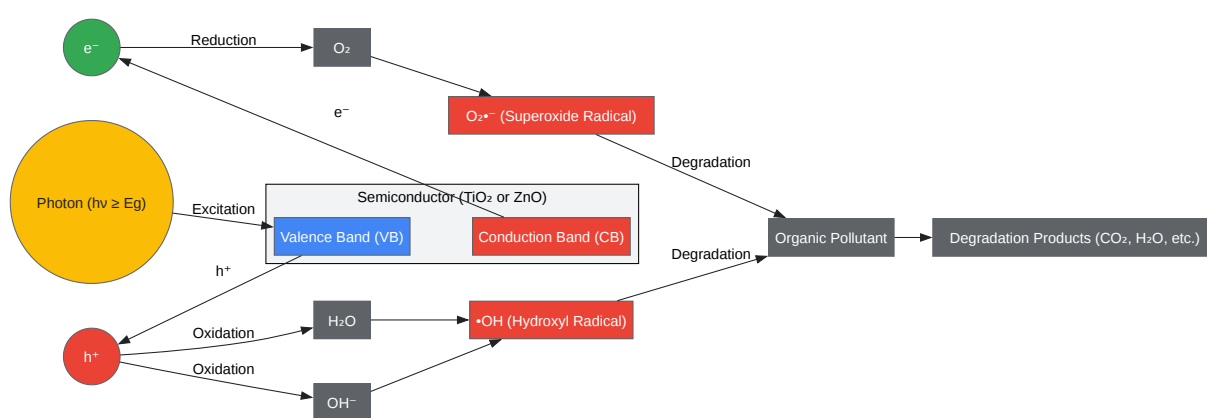 e⁻
Reduction
O₂
e⁻
O₂•⁻ (Superoxide Radical)
Degradation
Photon (hν ≥ Eg)
Excitation
Semiconductor (TiO₂ or ZnO)
Valence Band (VB)
Conduction Band (CB)
Organic Pollutant
Degradation Products (CO₂, H₂O, etc.)
Degradation
h⁺
h⁺
Oxidation
H₂O
•OH (Hydroxyl Radical)
Oxidation
OH⁻